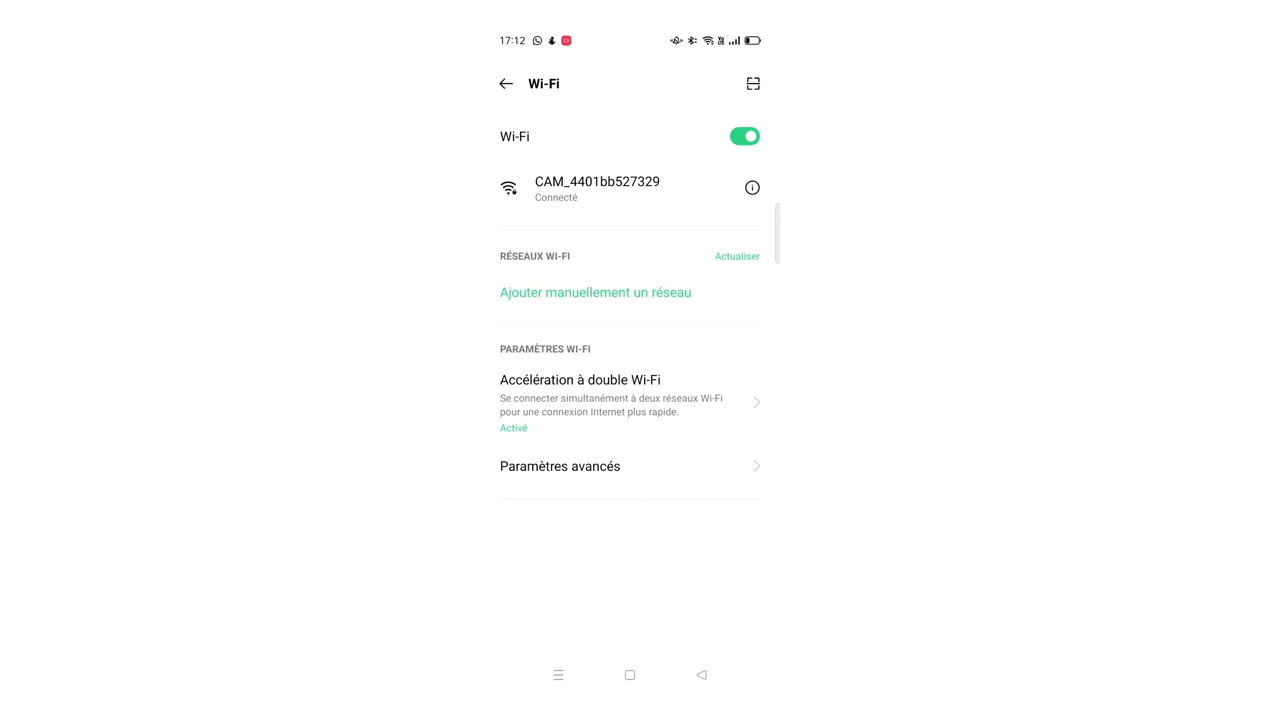 17:12
Wi-Fi
Wi-Fi
CAM_4401bb527329
Connecté
RÉSEAUX WI-FI
Actualiser
Ajouter manuellement un réseau
PARAMÈTRES WI-FI
Accélération à double Wi-Fi
Se connecter simultanément à deux réseaux Wi-Fi
pour une connexion Internet plus rapide.
Activé
Paramètres avancés